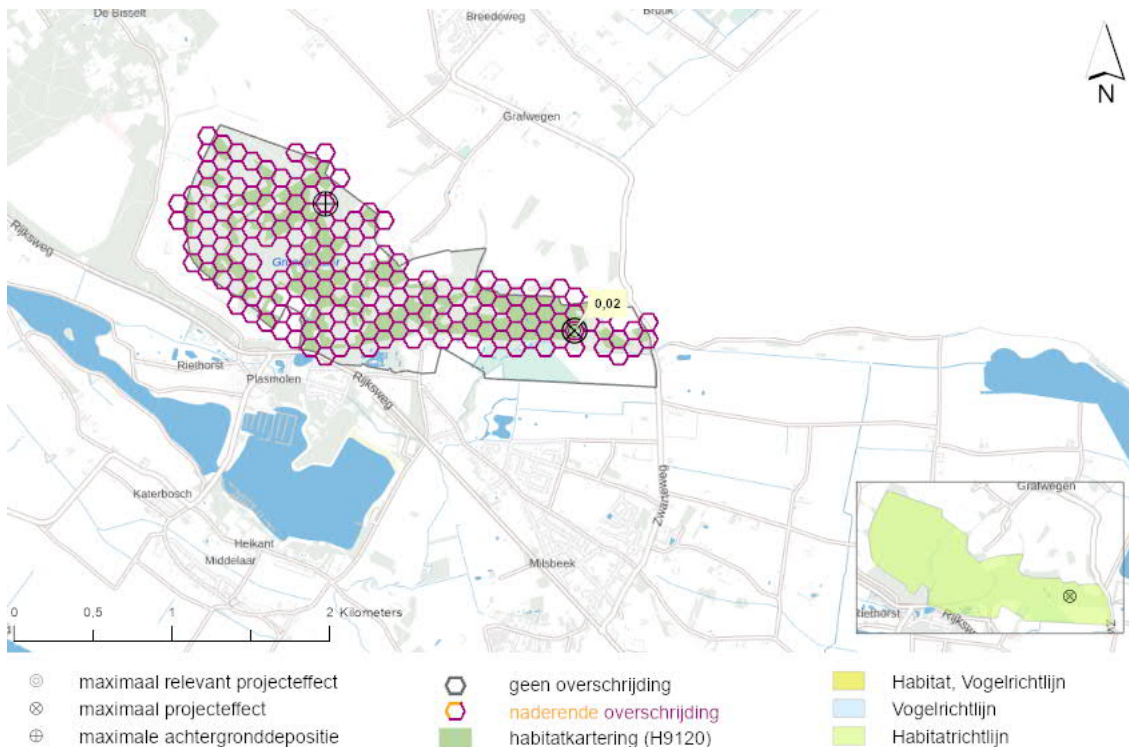 De Bisselt
Breedeweg
Bruuk
N
Grafwegen
Rijksweg
0,02
Riethorst
Plasmolen
Rijksweg
Katerbosch
Zwarteweg
Heikant
Middelaar
Milsbeek
0 0,5 1 2 Kilometers
Grafwegen
Riethorst
maximaal relevant projecteffect
maximaal projecteffect
maximale achtergronddepositie
geen overschrijding
naderende overschrijding
habitatkartering (H9120)
Habitat, Vogelrichtlijn
Vogelrichtlijn
Habitatrichtlijn